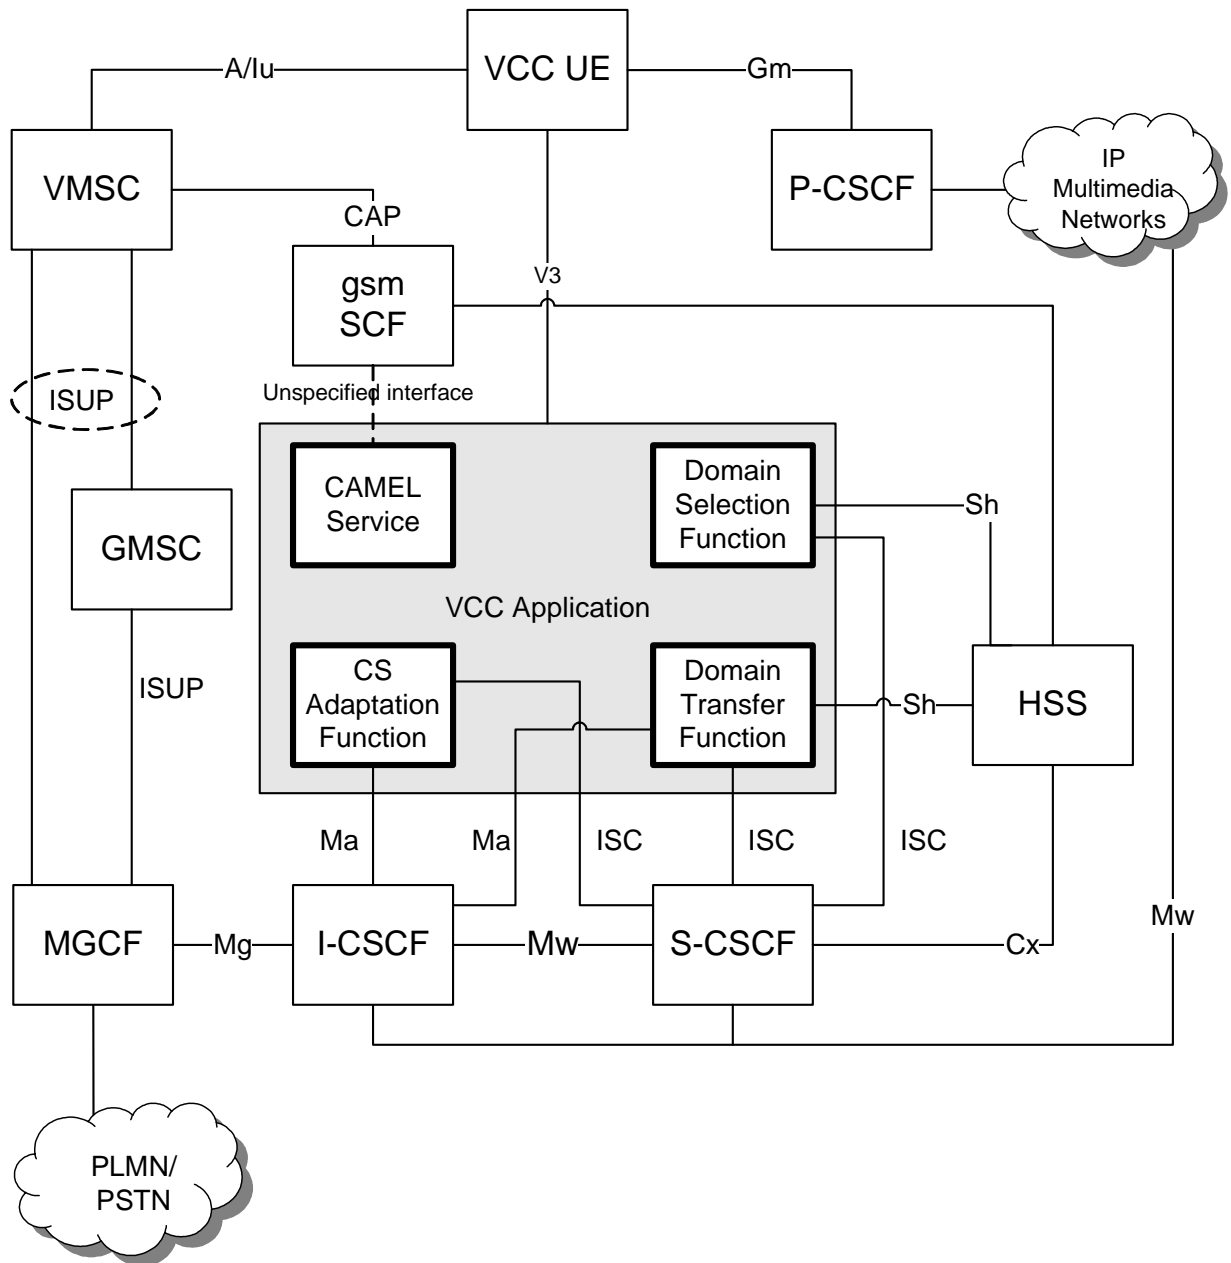 VCC UE
A/Iu
Gm
VMSC
P-CSCF
IP
Multimedia
Networks
CAP
gsm
SCF
V3
Unspecified interface
ISUP
CAMEL
Service
Domain
Selection
Function
Sh
GMSC
VCC Application
ISUP
CS
Adaptation
Function
Domain
Transfer
Function
Sh
HSS
Ma
Ma
ISC
ISC
ISC
MGCF
Mg
I-CSCF
Mw
S-CSCF
Cx
Mw
PLMN/
PSTN